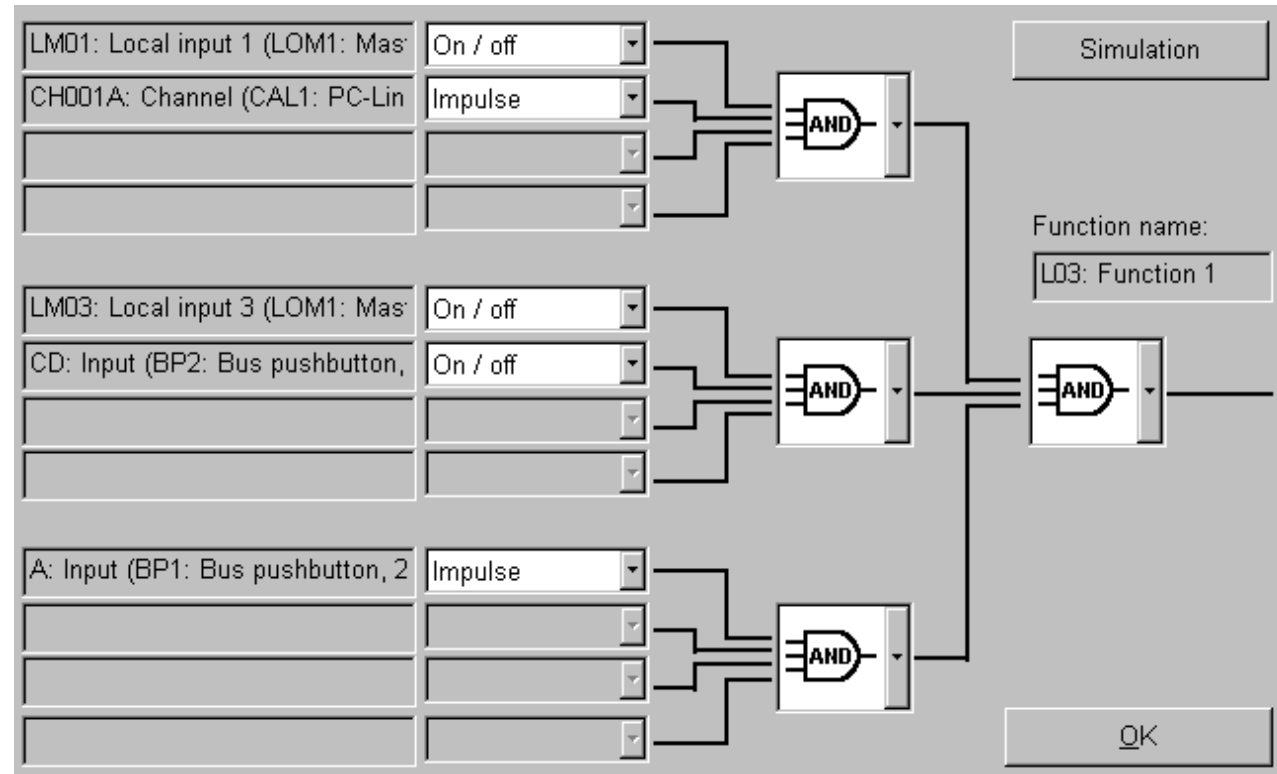 LM01: Local input 1 (LOM1: Mas
On / off
Simulation
CH001A: Channel (CAL1: PC-Lin
Impulse
AND
Function name:
L03: Function 1
LM03: Local input 3 (LOM1: Mas
On / off
CD: Input (BP2: Bus pushbutton,
On / off
AND
AND
A: Input (BP1: Bus pushbutton, 2
Impulse
AND
OK